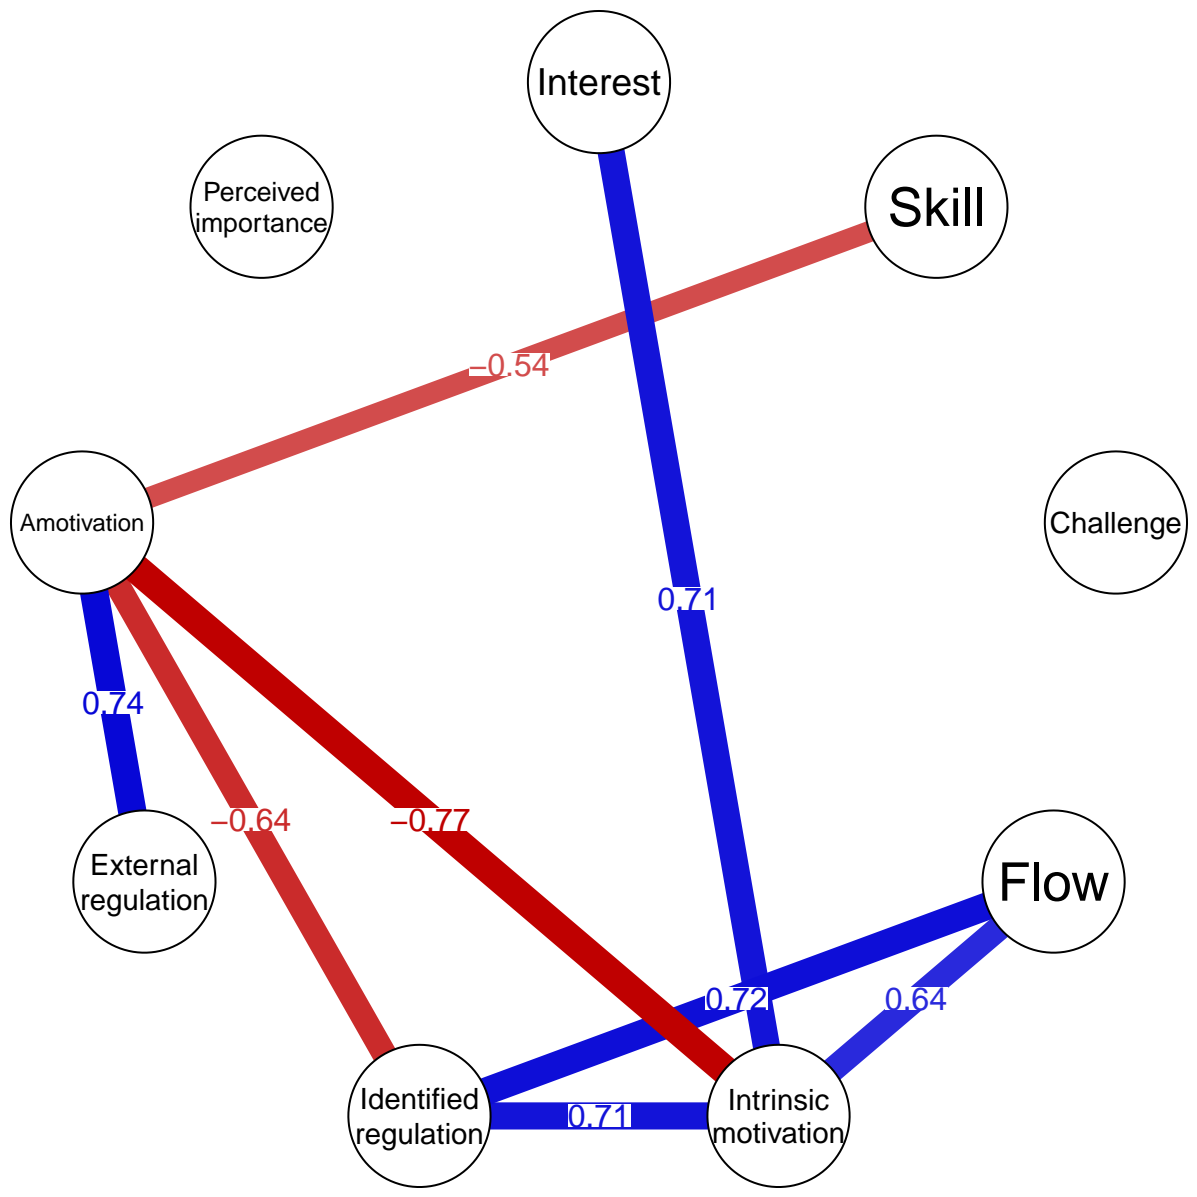 Interest
Perceived
importance
Skill
−0.54
Amotivation
Challenge
0.71
0.74
−0.64
−0.77
External
regulation
Flow
0.72
0.64
Identified
regulation
0.71
Intrinsic
motivation